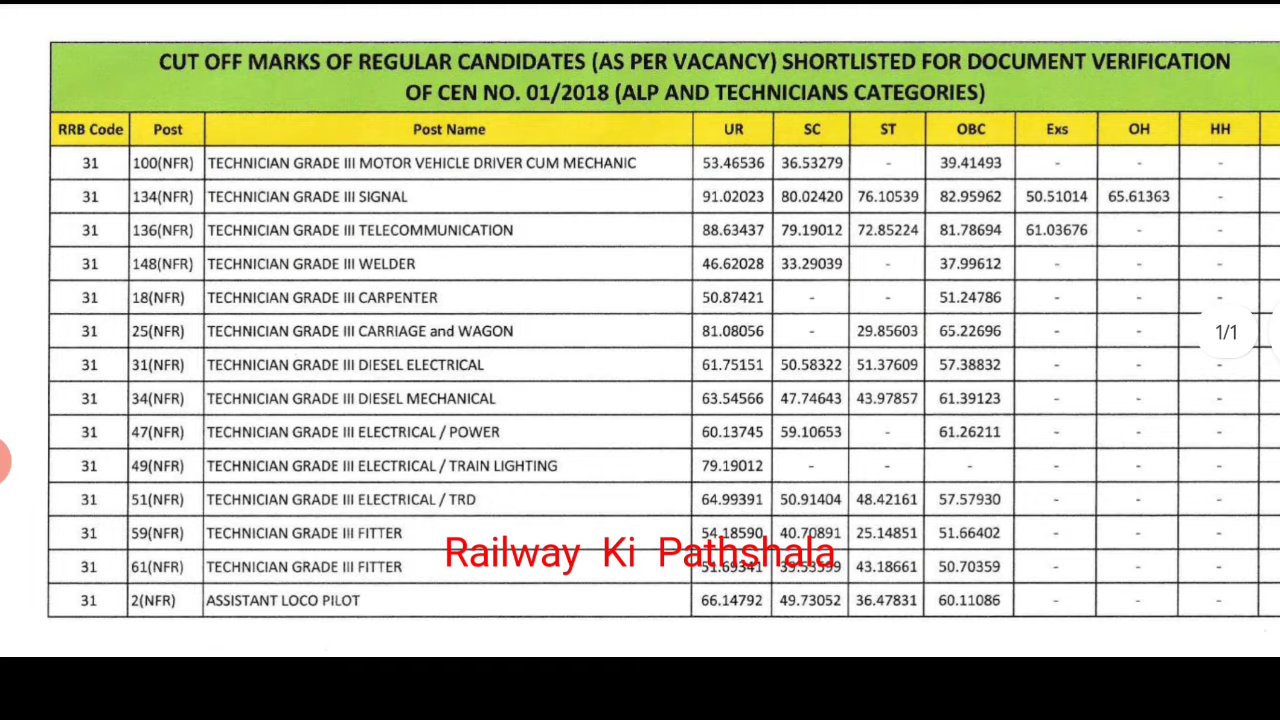 CUT OFF MARKS OF REGULAR CANDIDATES (AS PER VACANCY) SHORTLISTED FOR DOCUMENT VERIFICATION
OF CEN NO. 01/2018 (ALP AND TECHNICIANS CATEGORIES)
RRB Code Post Post Name UR SC ST OBC Exs OH HH
31 100(NFR) TECHNICIAN GRADE III MOTOR VEHICLE DRIVER CUM MECHANIC 53.46536 36.53279 - 39.41493 - - -
31 134(NFR) TECHNICIAN GRADE III SIGNAL 91.02023 80.02420 76.10539 82.95962 50.51014 65.61363 -
31 136(NFR) TECHNICIAN GRADE III TELECOMMUNICATION 88.63437 79.19012 72.85224 81.78694 61.03676 - -
31 148(NFR) TECHNICIAN GRADE III WELDER 46.62028 33.29039 - 37.99612 - - -
31 18(NFR) TECHNICIAN GRADE III CARPENTER 50.87421 - - 51.24786 - - -
31 25(NFR) TECHNICIAN GRADE III CARRIAGE and WAGON 81.08056 - 29.85603 65.22696 - - 1/1
31 31(NFR) TECHNICIAN GRADE III DIESEL ELECTRICAL 61.75151 50.58322 51.37609 57.38832 - - -
31 34(NFR) TECHNICIAN GRADE III DIESEL MECHANICAL 63.54566 47.74643 43.97857 61.39123 - - -
31 47(NFR) TECHNICIAN GRADE III ELECTRICAL / POWER 60.13745 59.10653 - 61.26211 - - -
31 49(NFR) TECHNICIAN GRADE III ELECTRICAL / TRAIN LIGHTING 79.19012 - - - - - -
31 51(NFR) TECHNICIAN GRADE III ELECTRICAL / TRD 64.99391 50.91404 48.42161 57.57930 - - -
31 59(NFR) TECHNICIAN GRADE III FITTER 54.18590 40.70891 25.14851 51.66402 - - -
Railway Ki Pathshala
31 61(NFR) TECHNICIAN GRADE III FITTER 43.18661 50.70359 - - -
31 2(NFR) ASSISTANT LOCO PILOT 66.14792 49.73052 36.47831 60.11086 - - -